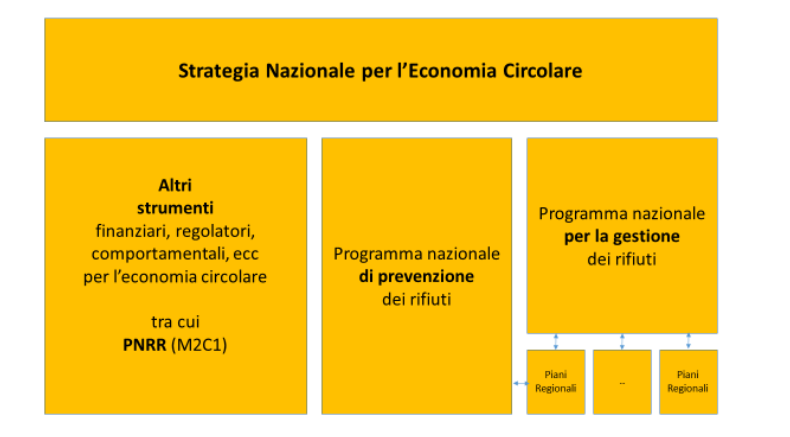 Strategia Nazionale per l’Economia Circolare
Altri
strumenti
finanziari, regolatori,
comportamentali, ecc
per l’economia circolare
tra cui
PNRR (M2C1)
Programma nazionale
di prevenzione
dei rifiuti
Programma nazionale
per la gestione
dei rifiuti
Piani
Regionali
..
Piani
Regionali